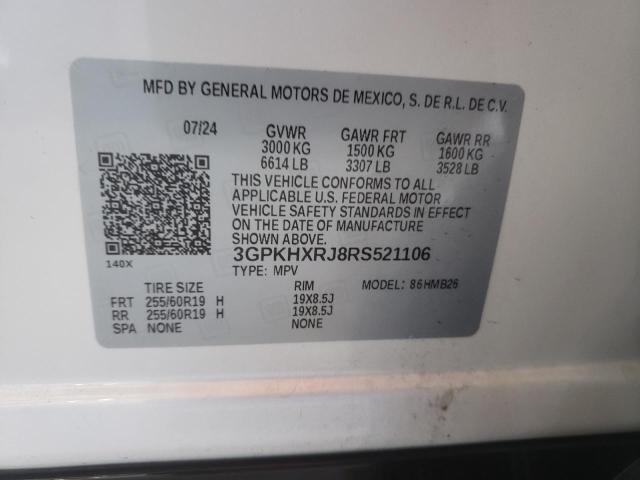 MFD BY GENERAL MOTORS DE MEXICO, S. DE R.L. DE C.V.
07/24 GVWR GAWR FRT GAWR RR
3000 KG 1500 KG 1600 KG
6614 LB 3307 LB 3528 LB
THIS VEHICLE CONFORMS TO ALL
APPLICABLE U.S. FEDERAL MOTOR
VEHICLE SAFETY STANDARDS IN EFFECT
ON THE DATE OF MANUFACTURE
SHOWN ABOVE.
140X 3GPKHXRJ8RS521106
TYPE: MPV
TIRE SIZE RIM MODEL: 86HMB26
FRT 255/60R19 H 19X8.5J
RR 255/60R19 H 19X8.5J
SPA NONE NONE